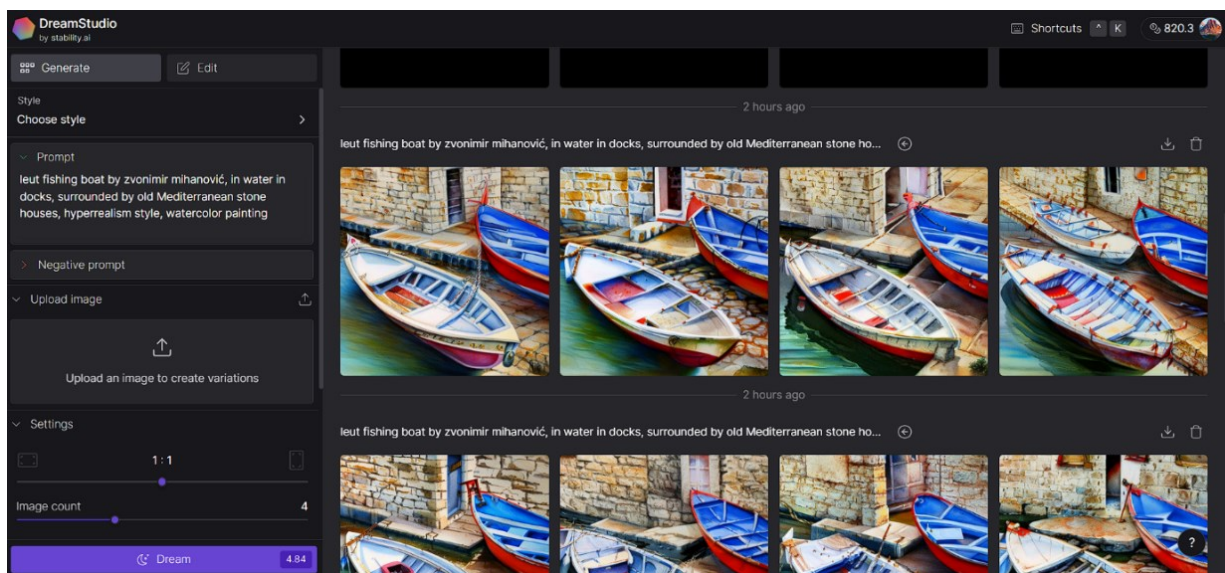 DreamStudio
by stability.ai
Shortcuts ^ K
820.3
Generate
Edit
Style
Choose style
Prompt
leut fishing boat by zvonimir mihanović, in water in
docks, surrounded by old Mediterranean stone
houses, hyperrealism style, watercolor painting
Negative prompt
Upload image
Upload an image to create variations
Settings
1:1
Image count 4
Dream 4.84
2 hours ago
leut fishing boat by zvonimir mihanović, in water in docks, surrounded by old Mediterranean stone ho...
2 hours ago
leut fishing boat by zvonimir mihanović, in water in docks, surrounded by old Mediterranean stone ho...
?